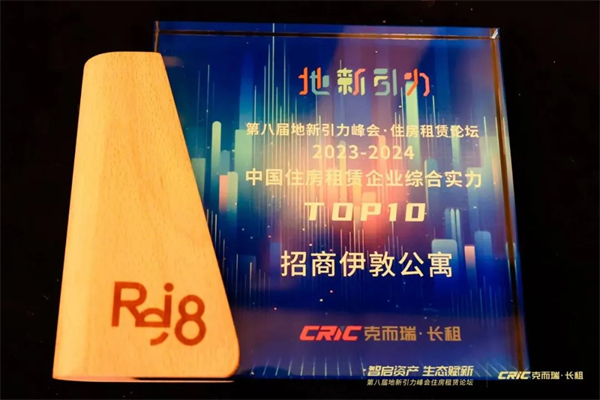 地新引力
第八届地新引力峰会·住房租赁论坛
2023-2024
中国住房租赁企业综合实力
TOP10
招商伊敦公寓
CRIC 克而瑞·长租
Rei8
智启资产 生态赋新
第八届地新引力峰会住房租赁论坛
CRIC 克而瑞·长租